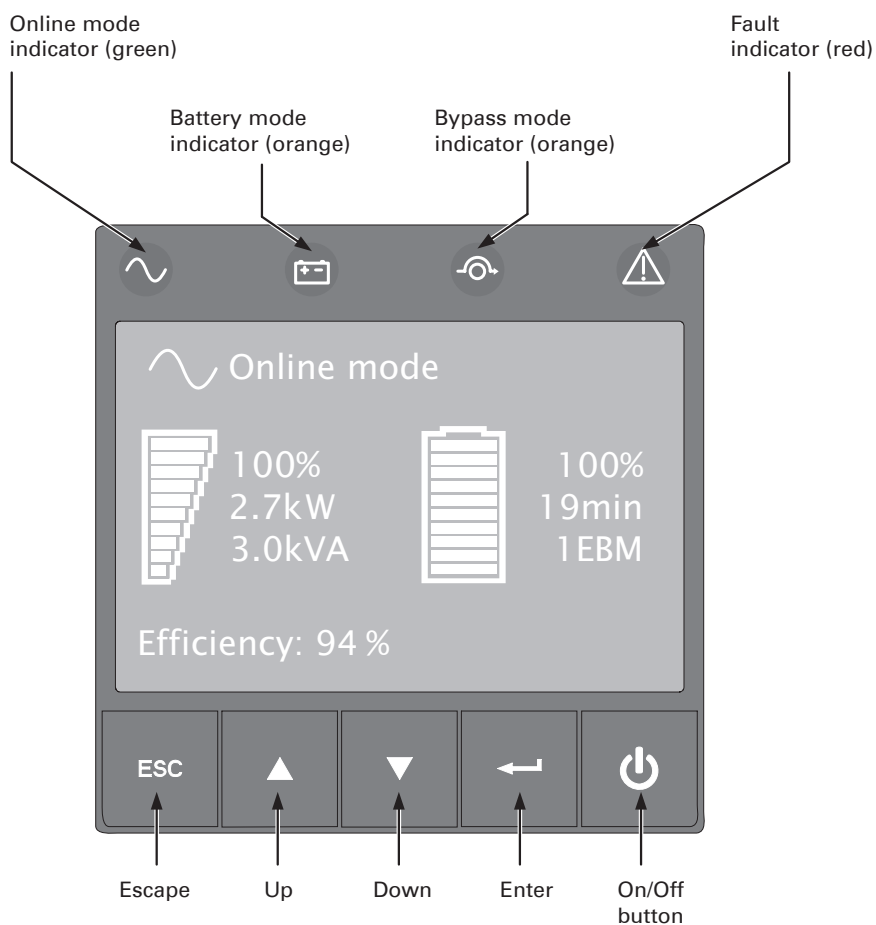 Online mode
indicator (green)
Fault
indicator (red)
Battery mode
indicator (orange)
Bypass mode
indicator (orange)
Online mode
100%
2.7kW
3.0kVA
100%
19min
1EBM
Efficiency: 94 %
ESC
Escape
Up
Down
Enter
On/Off
button